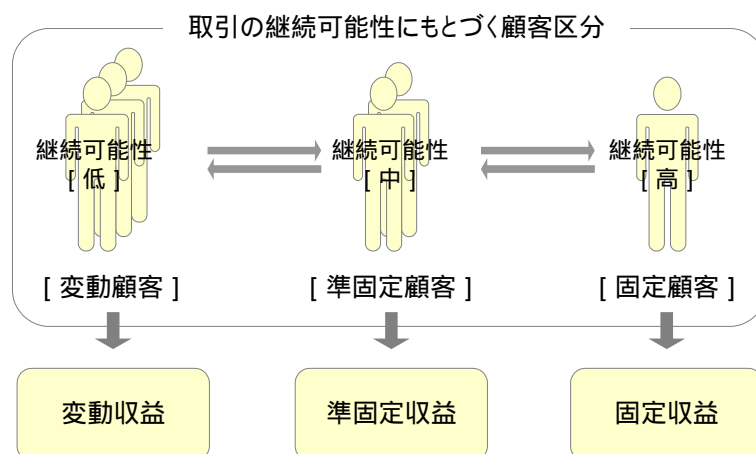 取引の継続可能性にもとづく顧客区分
継続可能性
[ 低 ]
継続可能性
[ 中 ]
継続可能性
[ 高 ]
[ 変動顧客 ]
[ 準固定顧客 ]
[ 固定顧客 ]
変動収益
準固定収益
固定収益